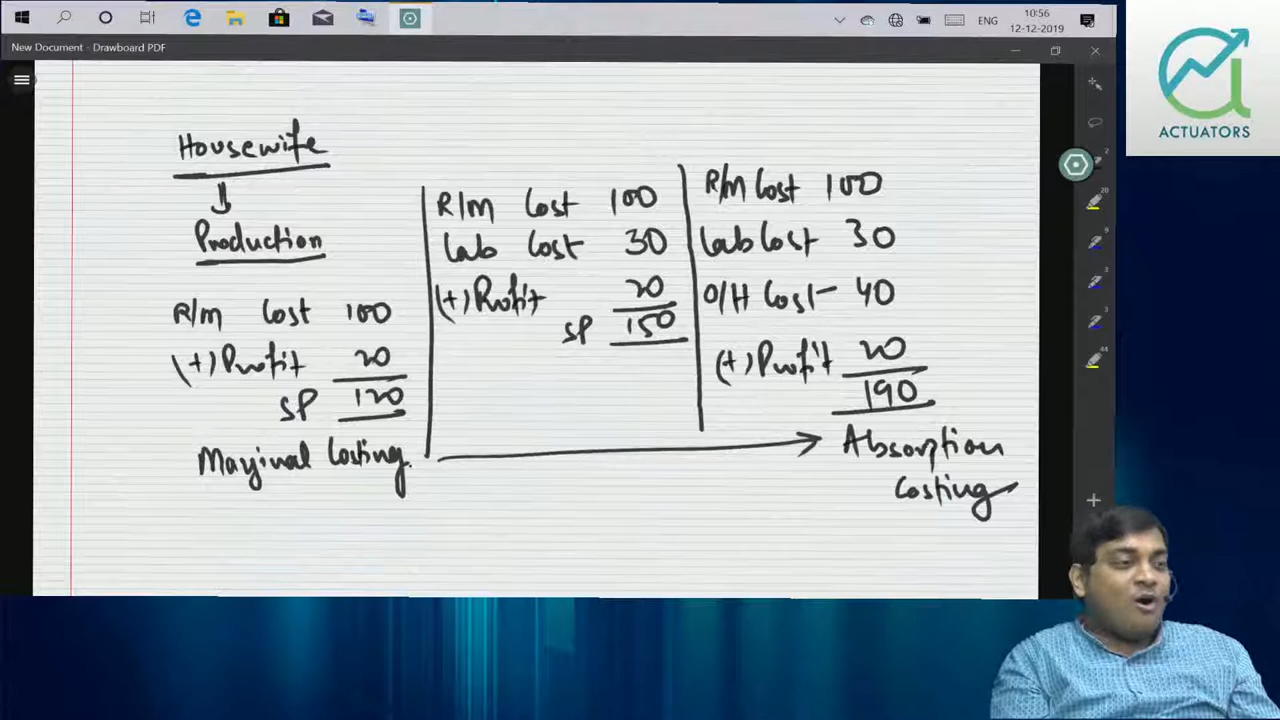 10:56
ENG
12-12-2019
New Document - Drawboard PDF
ACTUATORS
Housewife
Production
R/m Cost 100
(+) Profit 20
SP 120
Marginal Costing.
R/m Cost 100
Lab Cost 30
(+) Profit 20
SP 150
R/m Cost 100
Lab Cost 30
O/H Cost - 40
(+) Profit 20
190
Absorption
Costing